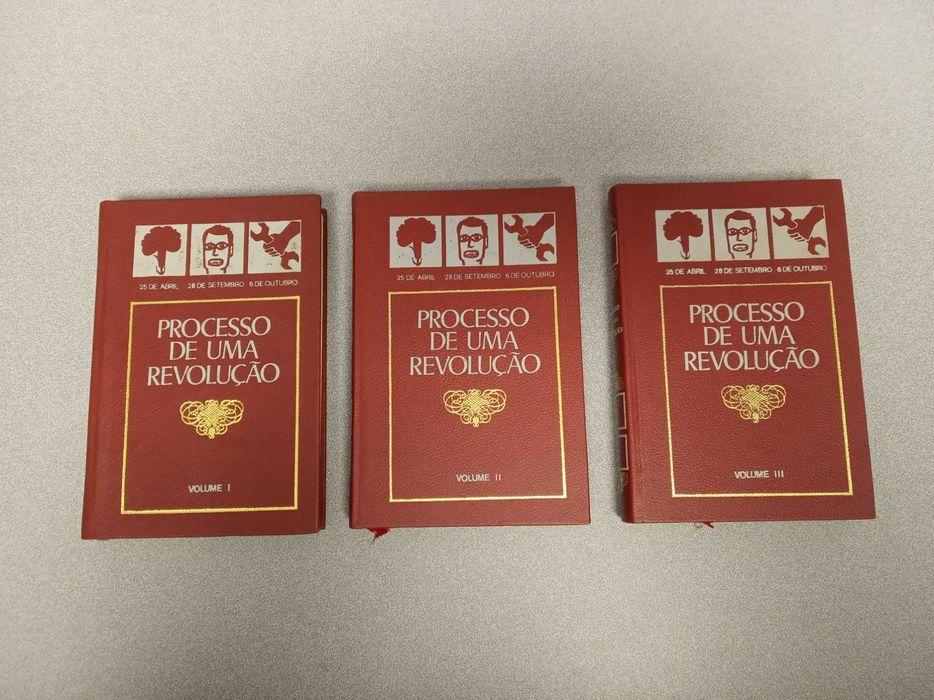 25 DE ABRIL 28 DE SETEMBRO 6 DE OUTUBRO
PROCESSO
DE UMA
REVOLUÇÃO
VOLUME I
25 DE ABRIL 28 DE SETEMBRO 6 DE OUTUBRO
PROCESSO
DE UMA
REVOLUÇÃO
VOLUME II
25 DE ABRIL 28 DE SETEMBRO 6 DE OUTUBRO
PROCESSO
DE UMA
REVOLUÇÃO
VOLUME III